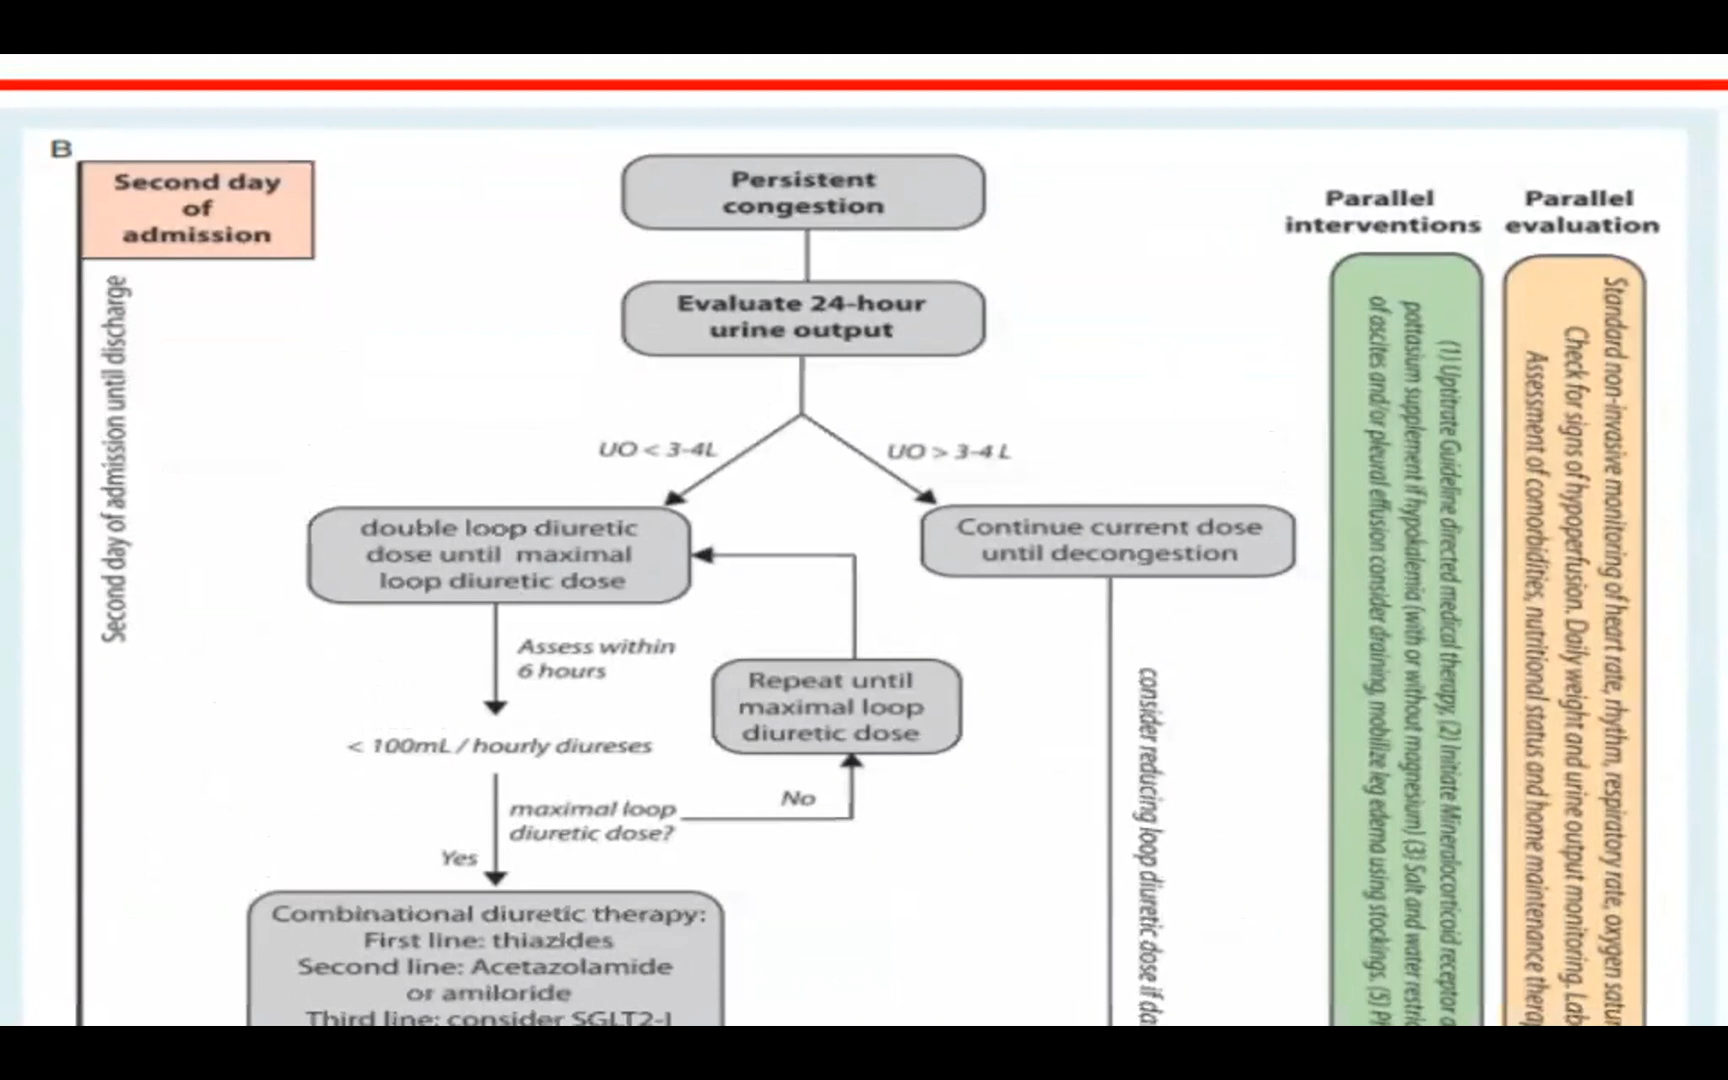 B
Second day
of
admission
Second day of admission until discharge
Persistent
congestion
Evaluate 24-hour
urine output
UO < 3-4L
UO > 3-4 L
double loop diuretic
dose until maximal
loop diuretic dose
Continue current dose
until decongestion
Assess within
6 hours
Repeat until
maximal loop
diuretic dose
< 100mL / hourly diureses
maximal loop
diuretic dose?
No
Yes
Combinational diuretic therapy:
First line: thiazides
Second line: Acetazolamide
or amiloride
Third line: consider SGLT2-I
consider reducing loop diuretic dose if
Parallel
interventions
(1) Uptitrate Guideline directed medical therapy, (2) Initiate Mineralocorticoid receptor
pottasium supplement if hypokalemia (with or without magnesium) (3) Salt and water
of ascites and/or pleural effusion consider draining, mobilize leg edema using stockings. (5)
Parallel
evaluation
Standard non-invasive monitoring of heart rate, rhythm, respiratory rate, oxygen
Check for signs of hypoperfusion. Daily weight and urine output monitoring.
Assessment of comorbidities, nutritional status and home maintenance